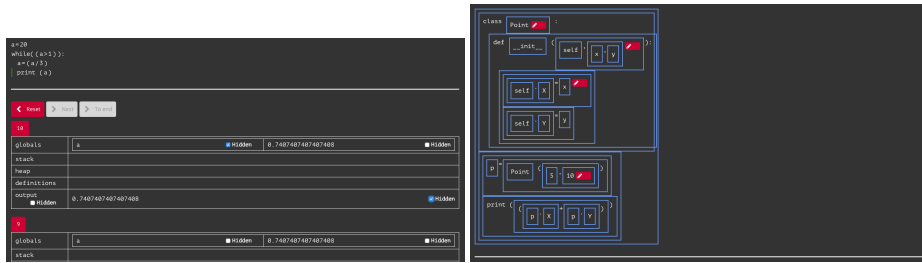 a=20
while((a>1)):
a=(a/3)
print (a)
Reset Next To end
10
globals a Hidden 0.7407407407407408 Hidden
stack
heap
definitions
output Hidden 0.7407407407407408 Hidden
9
globals a Hidden 0.7407407407407408 Hidden
stack
class Point :
def __init__ ( self , x , y ):
self . X = x
self . Y = y
p = Point ( 5 , 10 )
print ( ( p . X + p . Y ) )